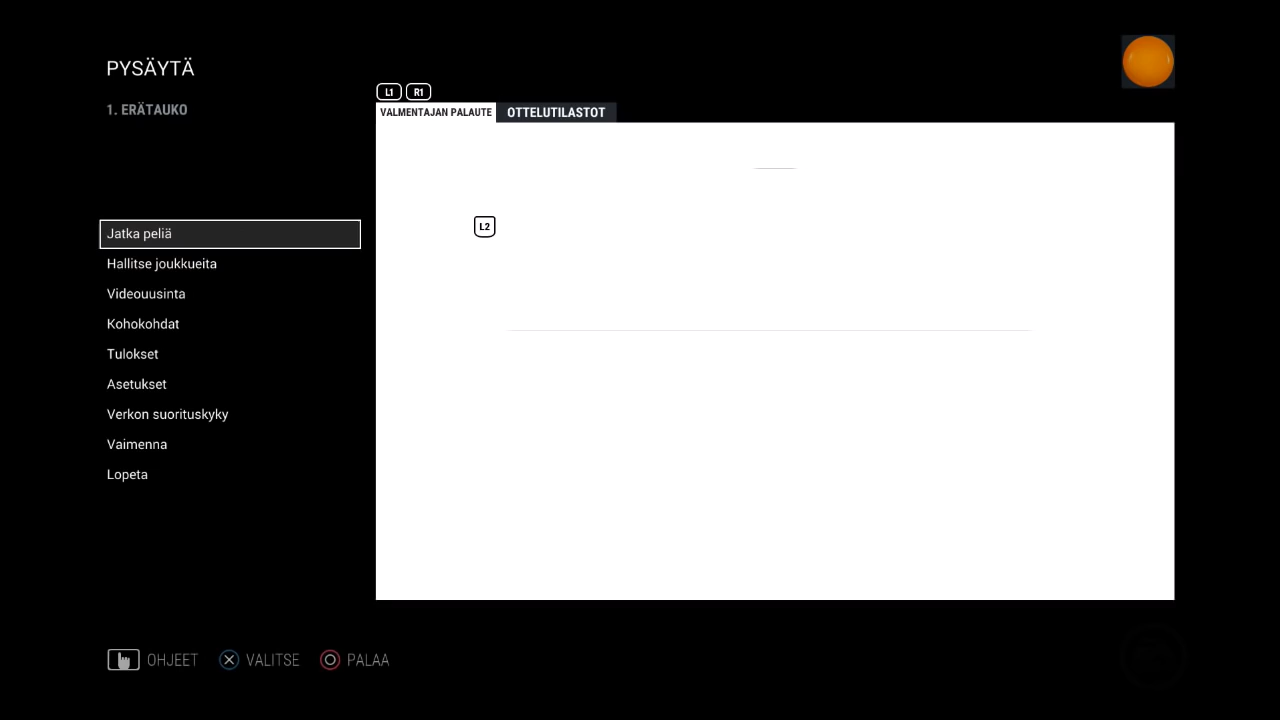 PYSÄYTÄ
1. ERÄTAUKO
L1 R1
VALMENTAJAN PALAUTE OTTELUTILASTOT
L2
Jatka peliä
Hallitse joukkueita
Videouusinta
Kohokohdat
Tulokset
Asetukset
Verkon suorituskyky
Vaimenna
Lopeta
OHJEET VALITSE PALAA